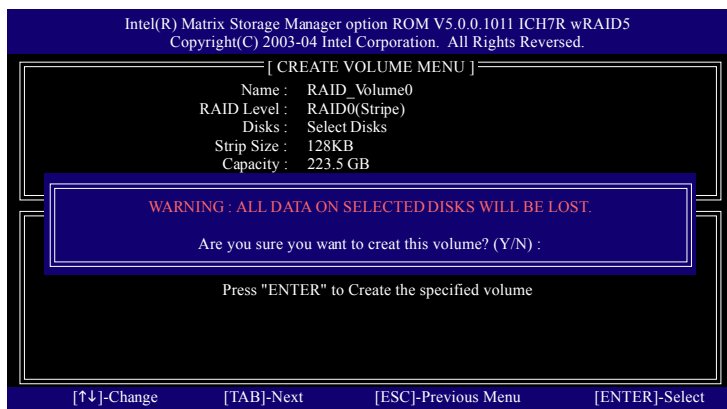 Intel(R) Matrix Storage Manager option ROM V5.0.0.1011 ICH7R wRAID5
Copyright(C) 2003-04 Intel Corporation. All Rights Reversed.
[ CREATE VOLUME MENU ]
Name : RAID_Volume0
RAID Level : RAID0(Stripe)
Disks : Select Disks
Strip Size : 128KB
Capacity : 223.5 GB
WARNING : ALL DATA ON SELECTED DISKS WILL BE LOST.
Are you sure you want to creat this volume? (Y/N) :
Press "ENTER" to Create the specified volume
[↑↓]-Change [TAB]-Next [ESC]-Previous Menu [ENTER]-Select